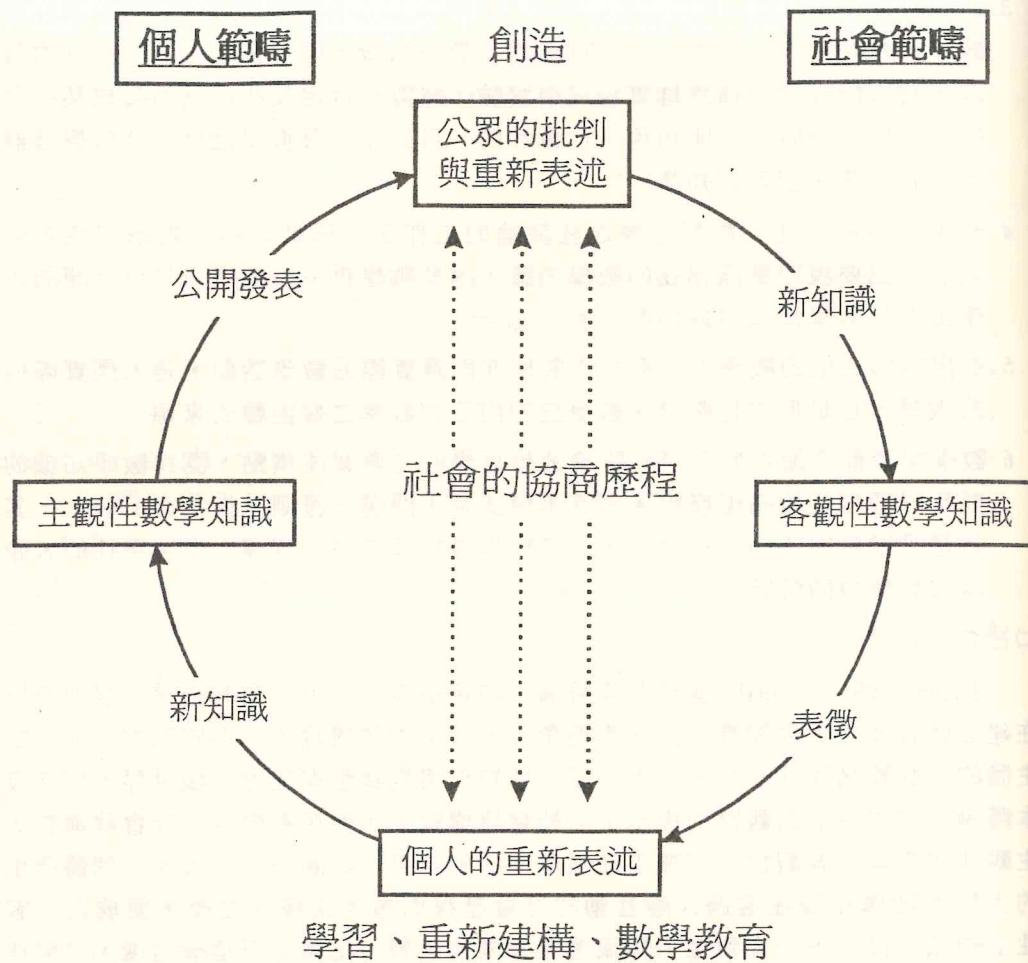 個人範疇
創造
社會範疇
公眾的批判
與重新表述
公開發表
新知識
社會的協商歷程
主觀性數學知識
客觀性數學知識
新知識
表徵
個人的重新表述
學習、重新建構、數學教育